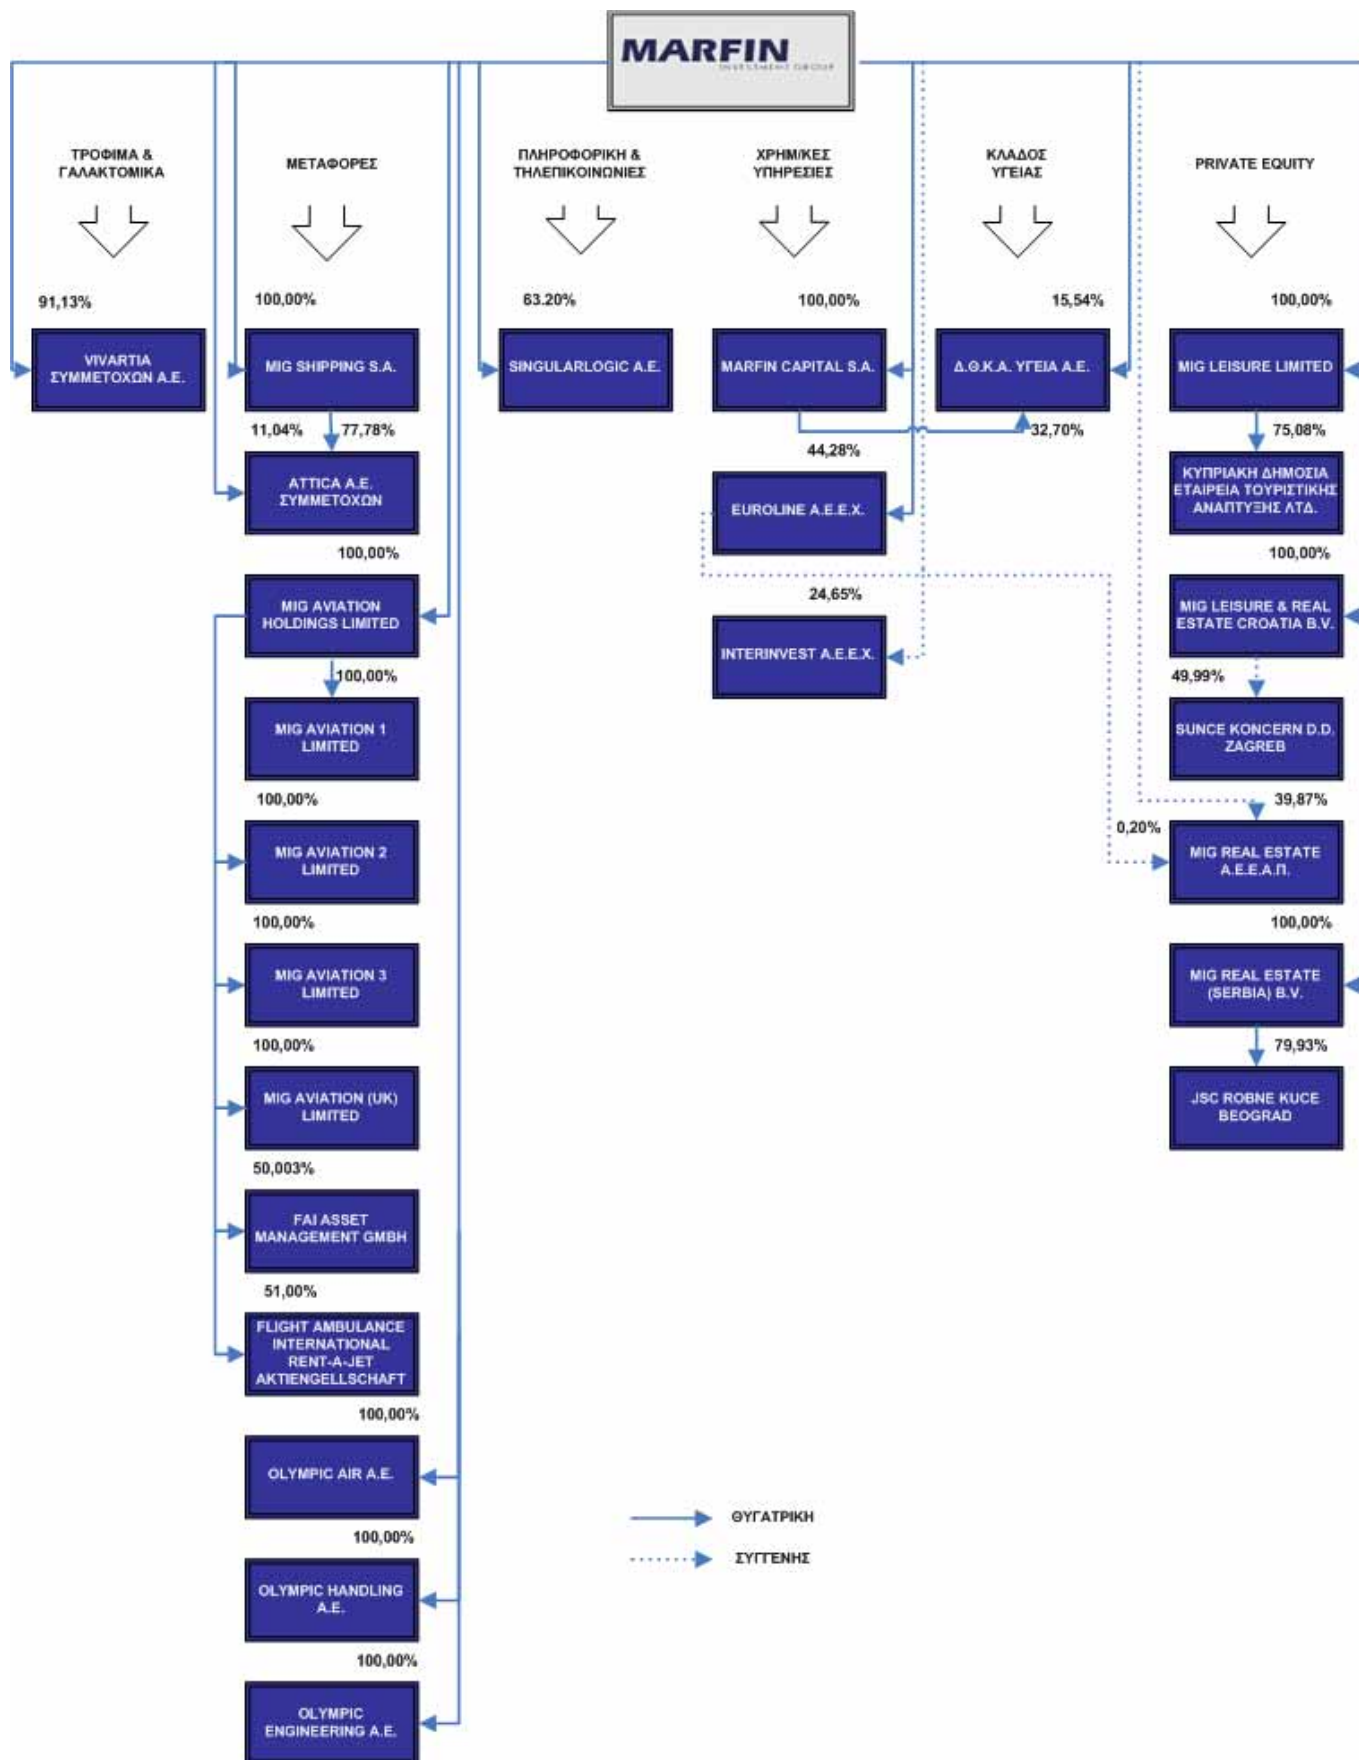 MARFIN
INVESTMENT GROUP
ΤΡΟΦΙΜΑ &
ΓΑΛΑΚΤΟΜΙΚΑ
ΜΕΤΑΦΟΡΕΣ
ΠΛΗΡΟΦΟΡΙΚΗ &
ΤΗΛΕΠΙΚΟΙΝΩΝΙΕΣ
ΧΡΗΜ/ΚΕΣ
ΥΠΗΡΕΣΙΕΣ
ΚΛΑΔΟΣ
ΥΓΕΙΑΣ
PRIVATE EQUITY
91,13%
VIVARTIA
ΣΥΜΜΕΤΟΧΩΝ Α.Ε.
100,00%
MIG SHIPPING S.A.
11,04%
77,78%
ATTICA Α.Ε.
ΣΥΜΜΕΤΟΧΩΝ
100,00%
MIG AVIATION
HOLDINGS LIMITED
100,00%
MIG AVIATION 1
LIMITED
100,00%
MIG AVIATION 2
LIMITED
100,00%
MIG AVIATION 3
LIMITED
100,00%
MIG AVIATION (UK)
LIMITED
50,003%
FAI ASSET
MANAGEMENT GMBH
51,00%
FLIGHT AMBULANCE
INTERNATIONAL
RENT-A-JET
AKTIENGELLSCHAFT
100,00%
OLYMPIC AIR A.E.
100,00%
OLYMPIC HANDLING
A.E.
100,00%
OLYMPIC
ENGINEERING A.E.
63.20%
SINGULARLOGIC A.E.
100,00%
MARFIN CAPITAL S.A.
44,28%
EUROLINE Α.Ε.Ε.Χ.
24,65%
INTERINVEST Α.Ε.Ε.Χ.
15,54%
Δ.Θ.Κ.Α. ΥΓΕΙΑ Α.Ε.
32,70%
100,00%
MIG LEISURE LIMITED
75,08%
ΚΥΠΡΙΑΚΗ ΔΗΜΟΣΙΑ
ΕΤΑΙΡΕΙΑ ΤΟΥΡΙΣΤΙΚΗΣ
ΑΝΑΠΤΥΞΗΣ ΛΤΔ.
100,00%
MIG LEISURE & REAL
ESTATE CROATIA B.V.
49,99%
SUNCE KONCERN D.D.
ZAGREB
39,87%
0,20%
MIG REAL ESTATE
Α.Ε.Ε.Α.Π.
100,00%
MIG REAL ESTATE
(SERBIA) B.V.
79,93%
JSC ROBNE KUCE
BEOGRAD
ΘΥΓΑΤΡΙΚΗ
ΣΥΓΓΕΝΗΣ